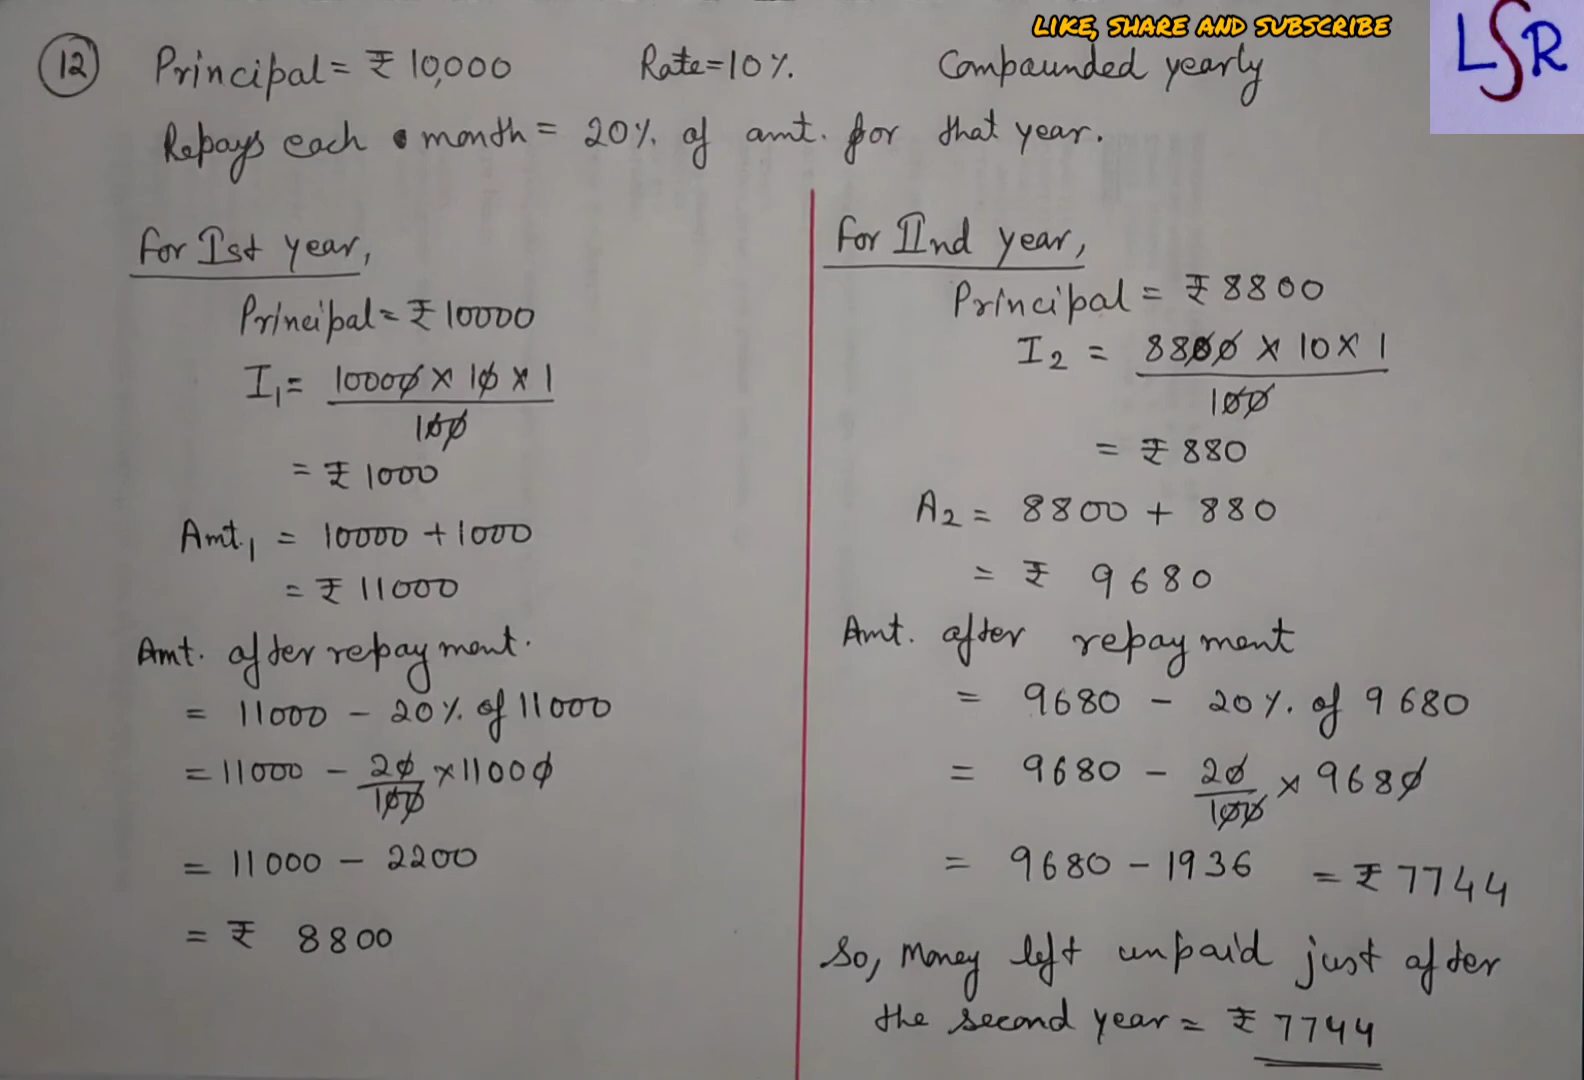 LIKE, SHARE AND SUBSCRIBE
LSR
12 Principal = ₹ 10,000 Rate = 10%. Compounded yearly
Repays each month = 20% of amt. for that year.
For Ist year,
Principal = ₹ 10000
I₁ = 10000 × 10 × 1
100
= ₹ 1000
Amt.₁ = 10000 + 1000
= ₹ 11000
Amt. after repayment.
= 11000 - 20% of 11000
= 11000 - 20/100 × 11000
= 11000 - 2200
= ₹ 8800
For IInd year,
Principal = ₹ 8800
I₂ = 8800 × 10 × 1
100
= ₹ 880
A₂ = 8800 + 880
= ₹ 9680
Amt. after repayment
= 9680 - 20%. of 9680
= 9680 - 20/100 × 9680
= 9680 - 1936 = ₹ 7744
So, Money left unpaid just after
the second year = ₹ 7744